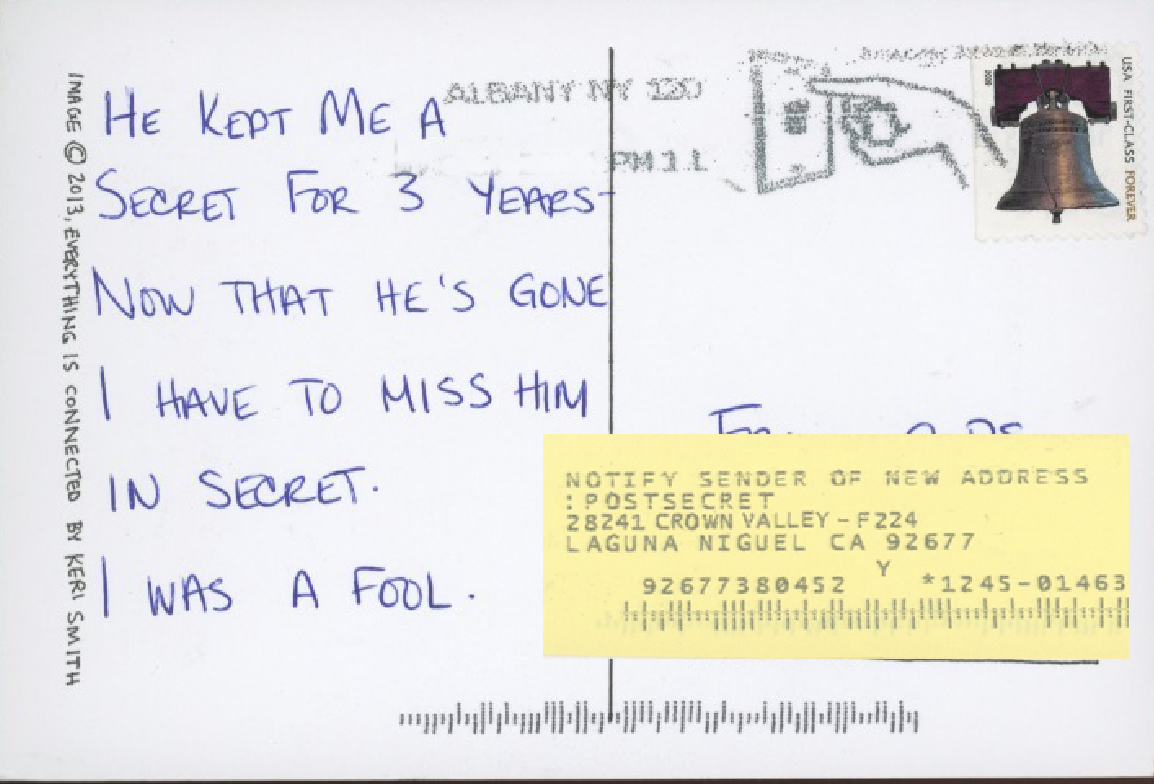 HE KEPT ME A
SECRET FOR 3 YEARS-
NOW THAT HE'S GONE
I HAVE TO MISS HIM
IN SECRET.
I WAS A FOOL.
IMAGE © 2013, EVERYTHING IS CONNECTED BY KERI SMITH
ALBANY NY 120
PM 1 L
USA FIRST-CLASS FOREVER
2008
NOTIFY SENDER OF NEW ADDRESS
:POSTSECRET
28241 CROWN VALLEY-F224
LAGUNA NIGUEL CA 92677
Y
92677380452 *1245-01463